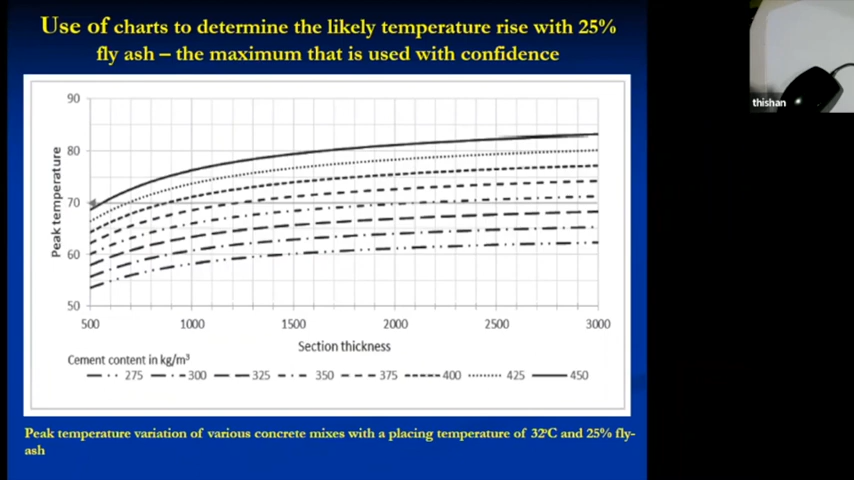 Use of charts to determine the likely temperature rise with 25%
fly ash – the maximum that is used with confidence
thishan
90
80
70
60
50
Peak temperature
500 1000 1500 2000 2500 3000
Section thickness
Cement content in kg/m³
275 300 325 350 375 400 425 450
Peak temperature variation of various concrete mixes with a placing temperature of 32°C and 25% fly-
ash